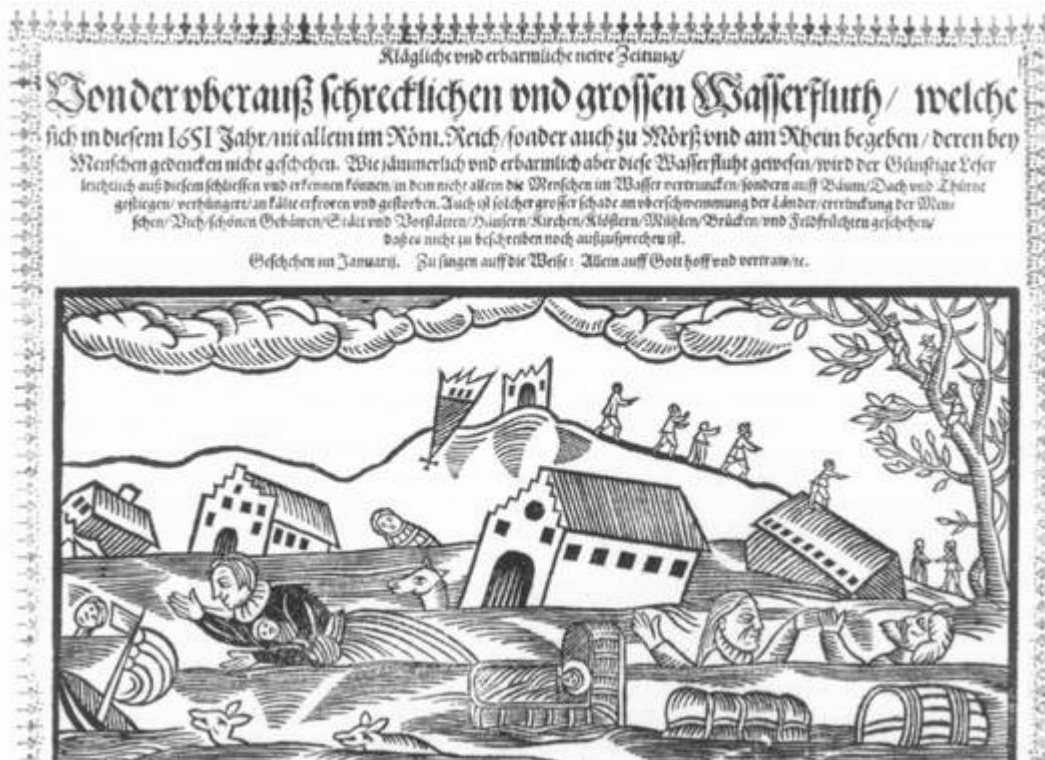 Klägliche vnd erbarmliche newe Zeitung/
Von der vberauß schrecklichen vnd grossen Wasserfluth/ welche
sich in diesem 1651 Jahr/nit allein im Röm. Reich/sonder auch zu Mörß vnd am Rhein begeben/deren bey
Menschen gedencken nicht geschehen. Wie jämmerlich vnd erbarmlich aber diese Wasserfluht gewesen/wird der Günstige Leser
leichtlich auß diesem schliessen vnd erkennen können/in dem nicht allein die Menschen im Wasser vertruncken/sondern auff Bäum/Dach vnd Thürne
gestiegen/verhüngert/an kälte erfroren vnd gestorben. Auch ist solcher grosser schade an vberschwemmung der Länder/ertrinckung der Men-
schen/Vieh/schönen Gebäwen/Stätt vnd Vorstätten/Häusern/Kirchen/Klöstern/Mühlen/Brücken/vnd Feldfrüchten geschehen/
daß es nicht zu beschreiben noch außzusprechen ist.
Geschehen im Januarij. Zu singen auff die Weise: Allein auff Gott hoff vnd vertraw/rc.